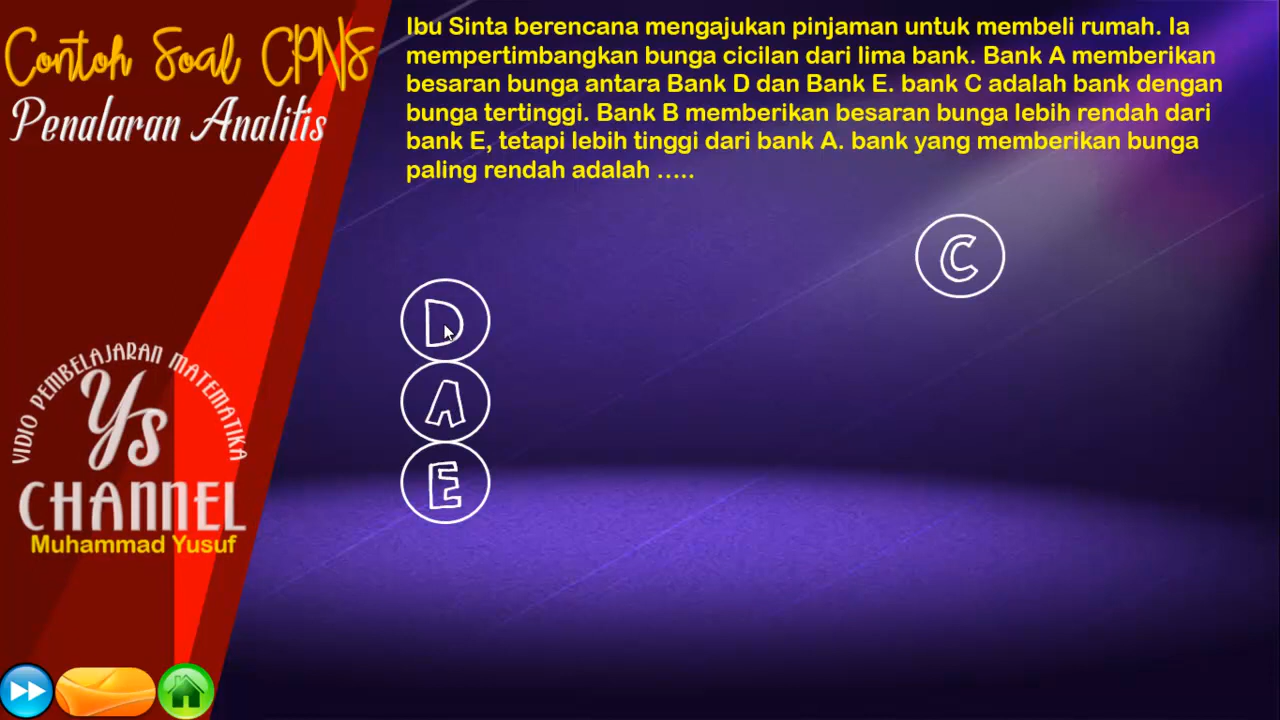 Contoh Soal CPNS
Penalaran Analitis
Ibu Sinta berencana mengajukan pinjaman untuk membeli rumah. Ia
mempertimbangkan bunga cicilan dari lima bank. Bank A memberikan
besaran bunga antara Bank D dan Bank E. bank C adalah bank dengan
bunga tertinggi. Bank B memberikan besaran bunga lebih rendah dari
bank E, tetapi lebih tinggi dari bank A. bank yang memberikan bunga
paling rendah adalah .....
C
D
A
E
VIDIO PEMBELAJARAN MATEMATIKA
Ys
CHANNEL
Muhammad Yusuf